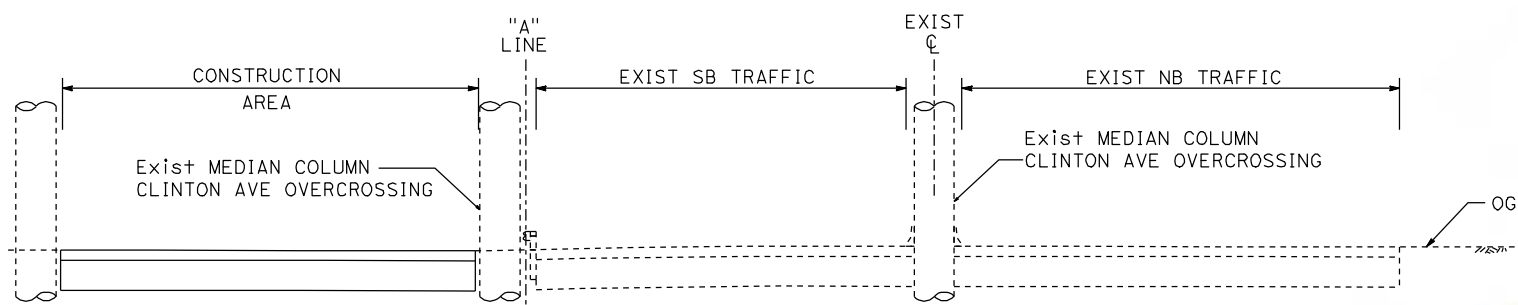 "A"
LINE
EXIST
℄
CONSTRUCTION
AREA
EXIST SB TRAFFIC
EXIST NB TRAFFIC
Exist MEDIAN COLUMN
CLINTON AVE OVERCROSSING
Exist MEDIAN COLUMN
CLINTON AVE OVERCROSSING
OG